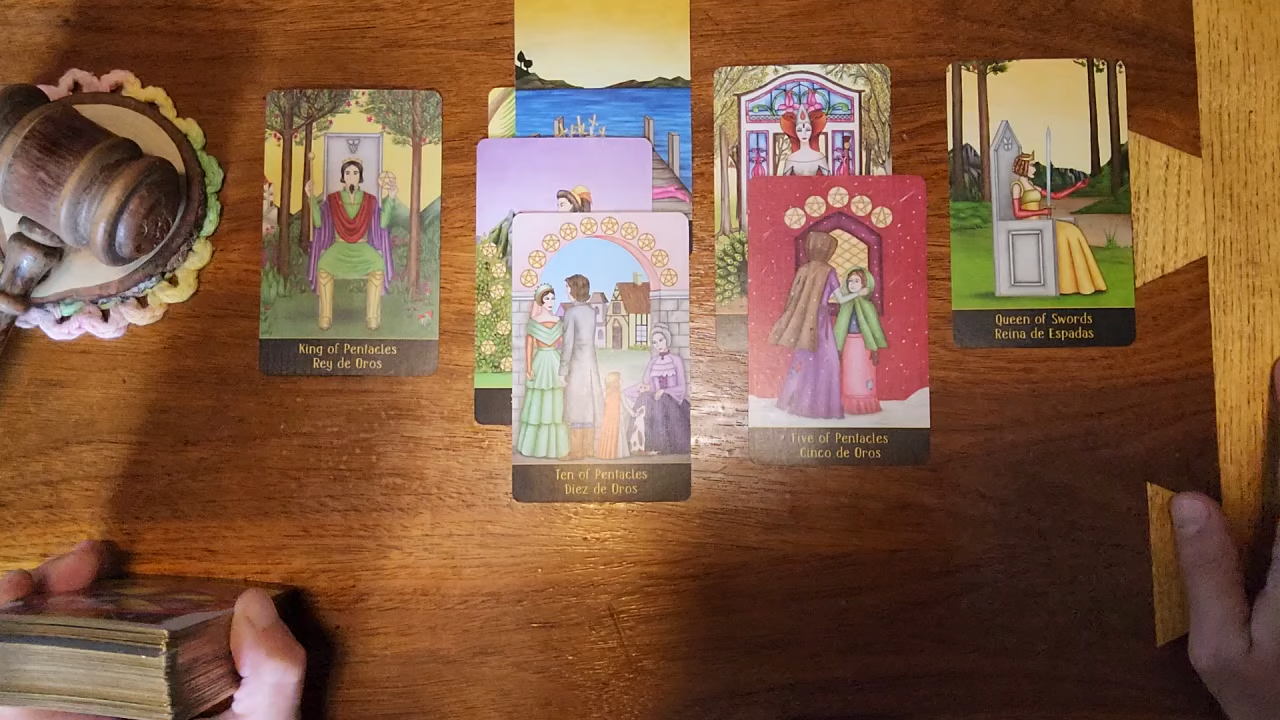 King of Pentacles
Rey de Oros
Ten of Pentacles
Diez de Oros
Five of Pentacles
Cinco de Oros
Queen of Swords
Reina de Espadas